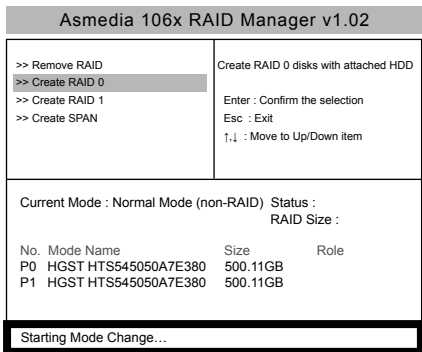 Asmedia 106x RAID Manager v1.02
>> Remove RAID
>> Create RAID 0
>> Create RAID 1
>> Create SPAN
Create RAID 0 disks with attached HDD
Enter : Confirm the selection
Esc : Exit
↑,↓ : Move to Up/Down item
Current Mode : Normal Mode (non-RAID) Status :
RAID Size :
No. Mode Name Size Role
P0 HGST HTS545050A7E380 500.11GB
P1 HGST HTS545050A7E380 500.11GB
Starting Mode Change…